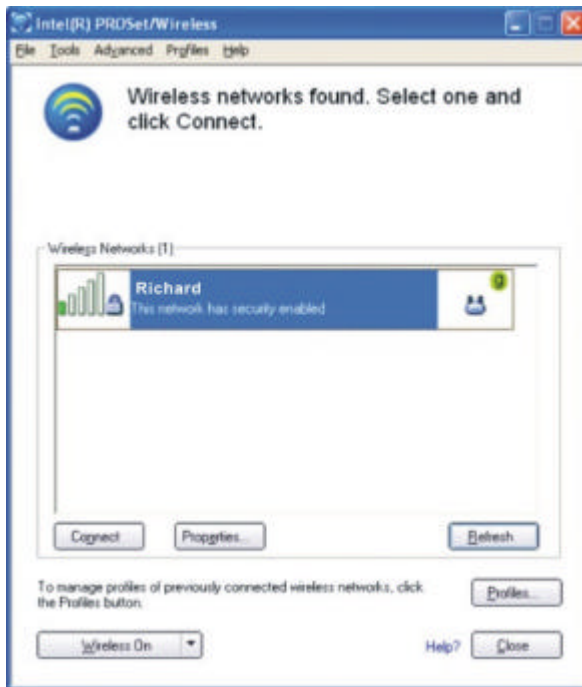 Intel(R) PROSet/Wireless
File Tools Advanced Profiles Help
Wireless networks found. Select one and
click Connect.
Wireless Networks (1)
Richard
This network has security enabled
g
Connect Properties... Refresh
To manage profiles of previously connected wireless networks, click
the Profiles button.
Profiles...
Wireless On Help? Close